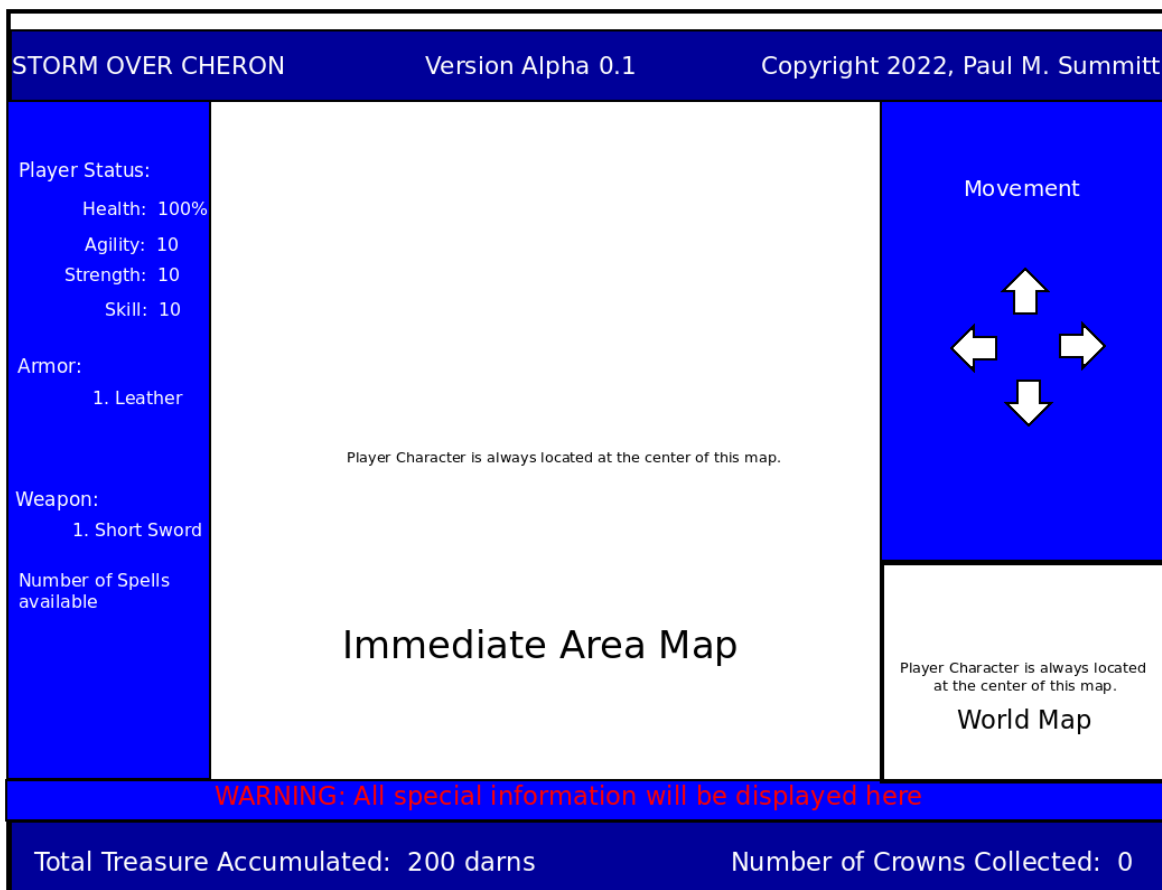 STORM OVER CHERON Version Alpha 0.1 Copyright 2022, Paul M. Summitt
Player Status:
Health: 100%
Agility: 10
Strength: 10
Skill: 10
Armor:
1. Leather
Weapon:
1. Short Sword
Number of Spells
available
Player Character is always located at the center of this map.
Immediate Area Map
Movement
Player Character is always located
at the center of this map.
World Map
WARNING: All special information will be displayed here
Total Treasure Accumulated: 200 darns Number of Crowns Collected: 0